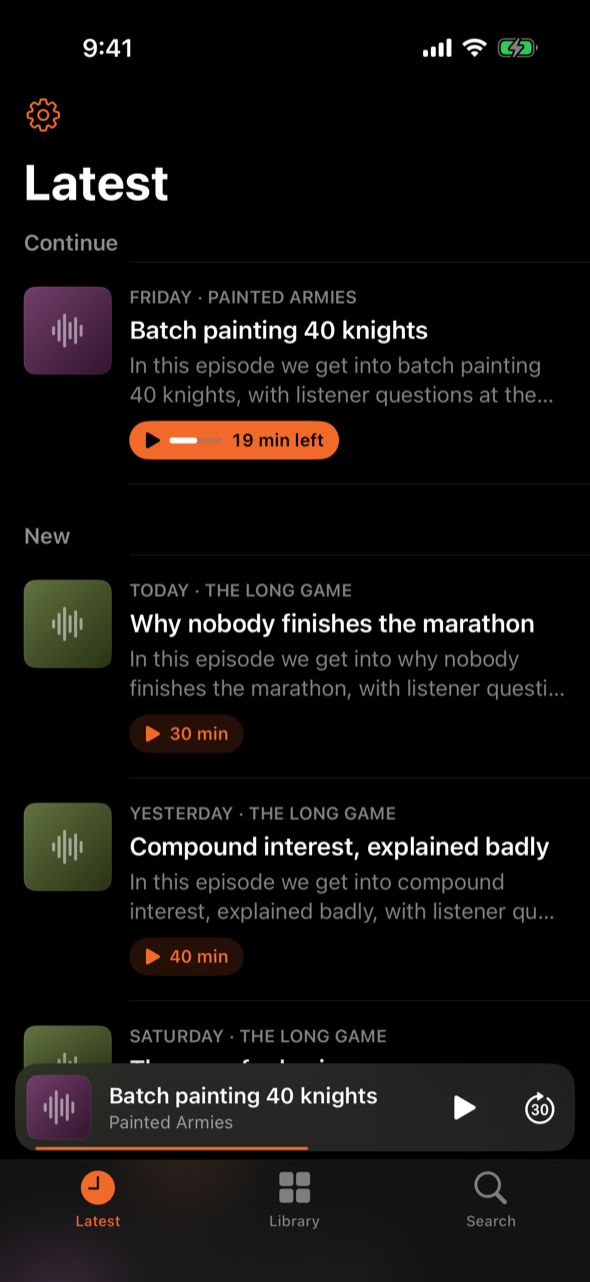 9:41
Latest
Continue
FRIDAY · PAINTED ARMIES
Batch painting 40 knights
In this episode we get into batch painting
40 knights, with listener questions at the...
19 min left
New
TODAY · THE LONG GAME
Why nobody finishes the marathon
In this episode we get into why nobody
finishes the marathon, with listener questi...
30 min
YESTERDAY · THE LONG GAME
Compound interest, explained badly
In this episode we get into compound
interest, explained badly, with listener qu...
40 min
SATURDAY · THE LONG GAME
Batch painting 40 knights
Painted Armies
30
Latest
Library
Search